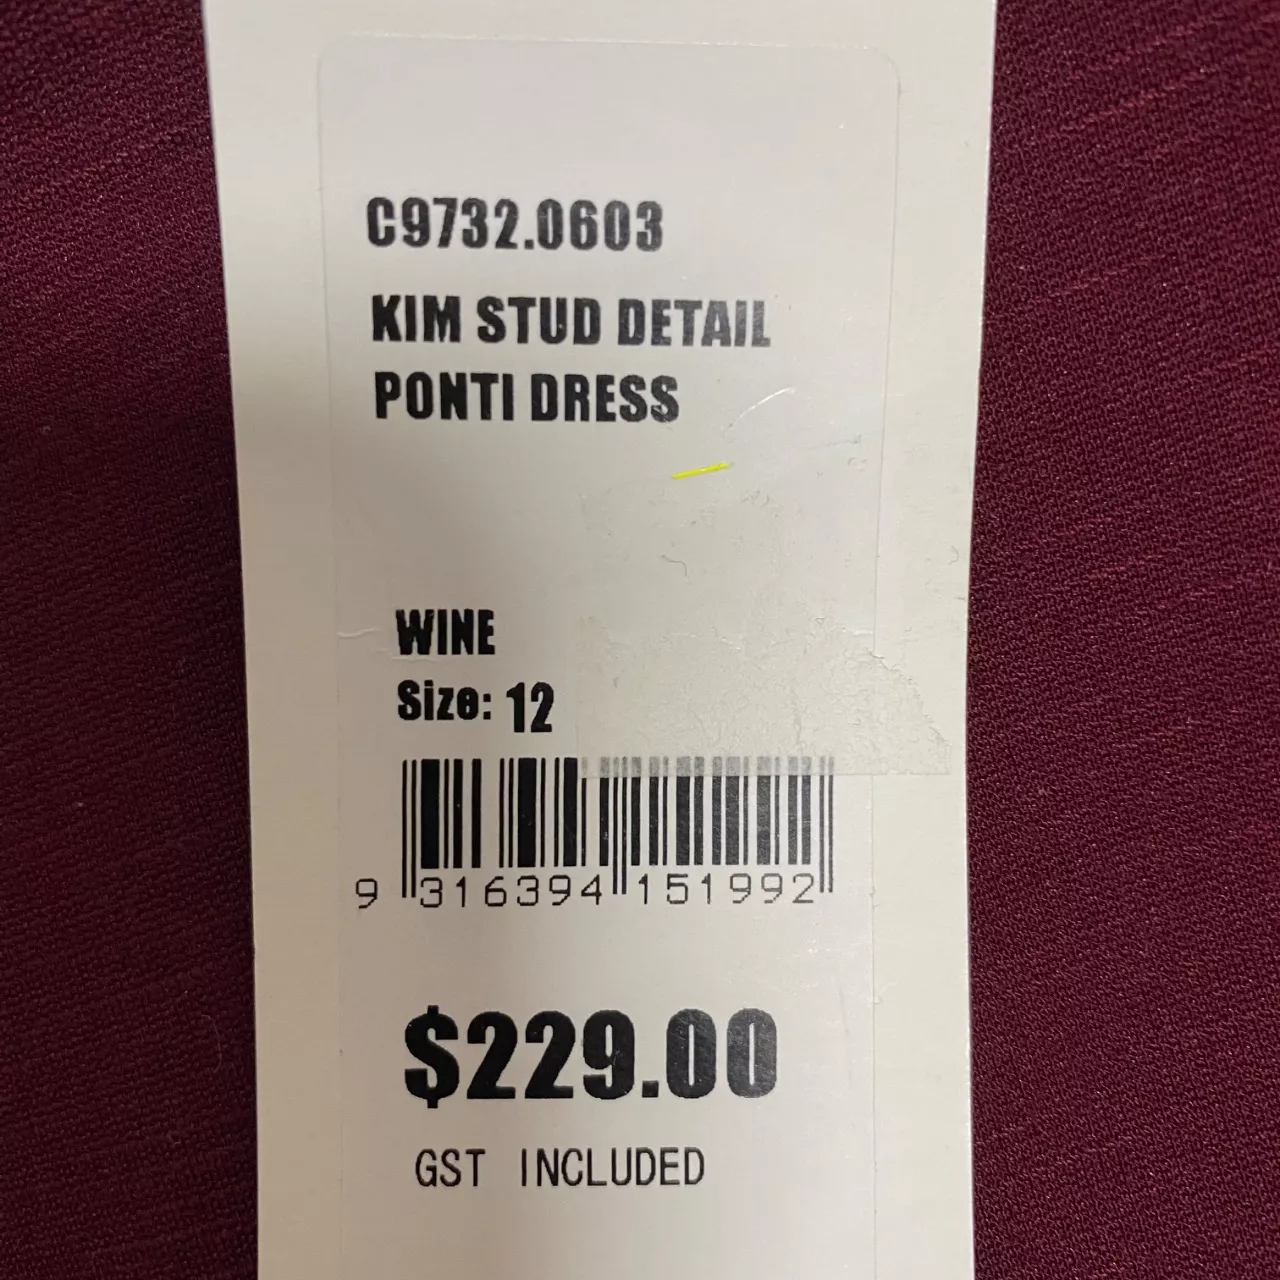 C9732.0603
KIM STUD DETAIL
PONTI DRESS
WINE
Size: 12
9 316394 151992
$229.00
GST INCLUDED